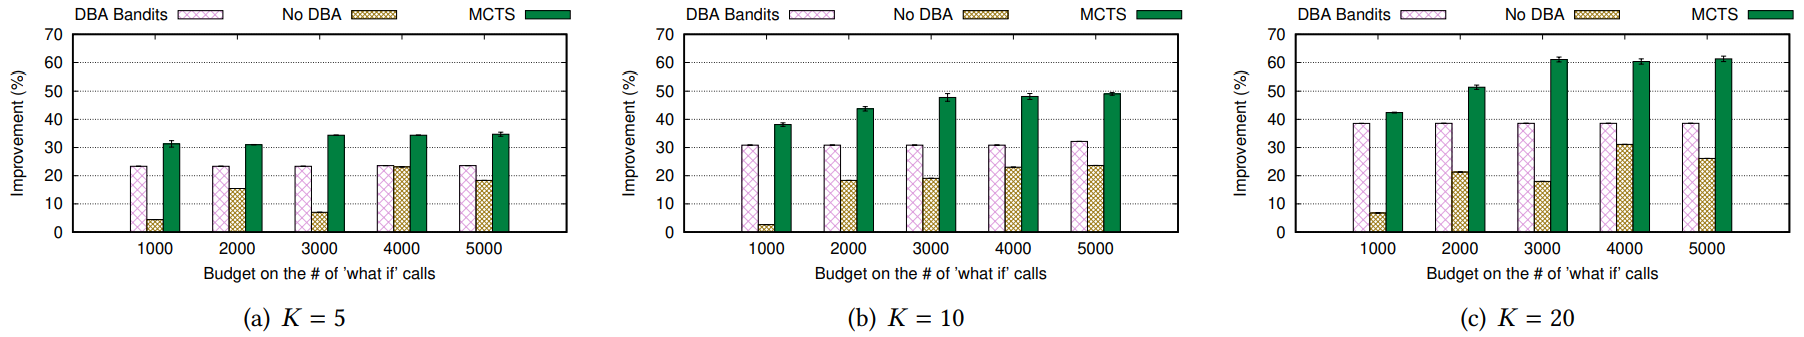 DBA Bandits No DBA MCTS
Improvement (%)
70
60
50
40
30
20
10
0
1000 2000 3000 4000 5000
Budget on the # of 'what if' calls
(a) K = 5
DBA Bandits No DBA MCTS
Improvement (%)
70
60
50
40
30
20
10
0
1000 2000 3000 4000 5000
Budget on the # of 'what if' calls
(b) K = 10
DBA Bandits No DBA MCTS
Improvement (%)
70
60
50
40
30
20
10
0
1000 2000 3000 4000 5000
Budget on the # of 'what if' calls
(c) K = 20